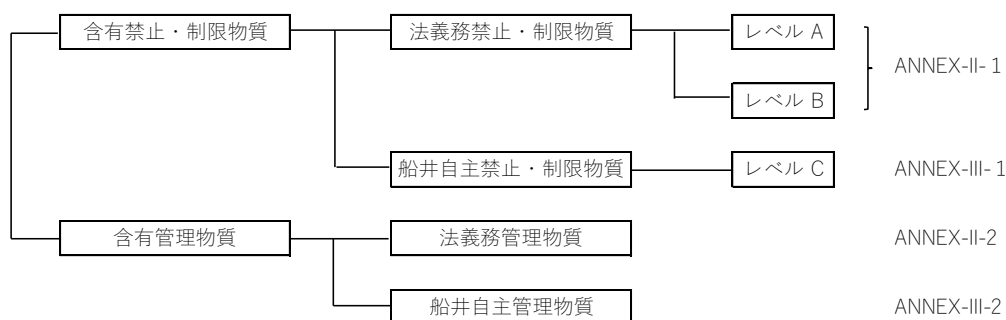 含有禁止・制限物質
法義務禁止・制限物質
レベル A
ANNEX-II-1
レベル B
船井自主禁止・制限物質
レベル C
ANNEX-III-1
含有管理物質
法義務管理物質
ANNEX-II-2
船井自主管理物質
ANNEX-III-2